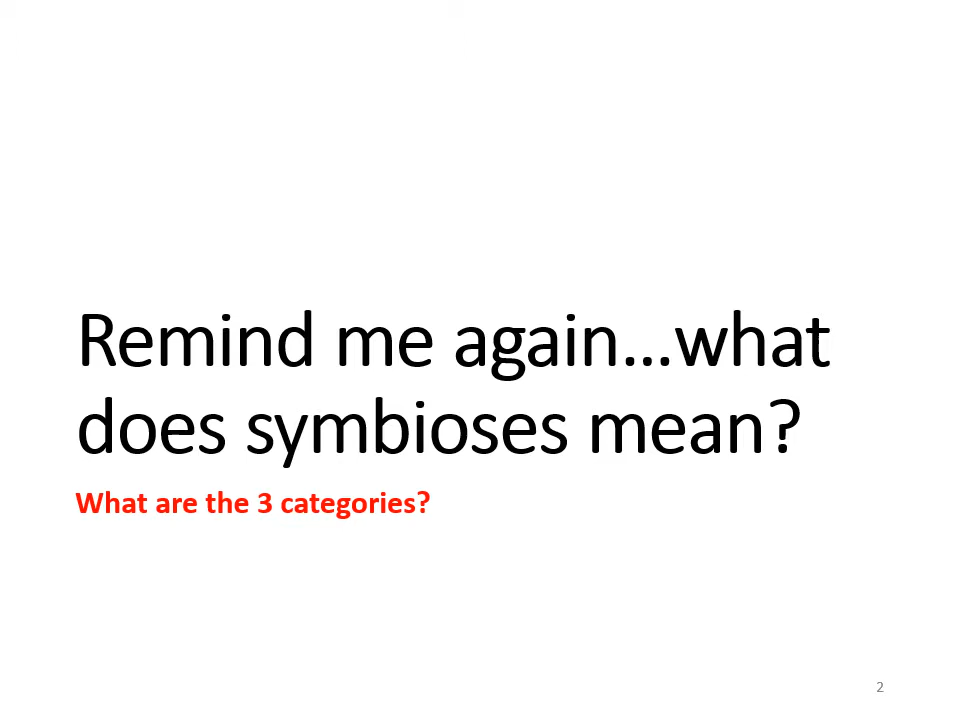 Remind me again…what
does symbioses mean?
What are the 3 categories?
2